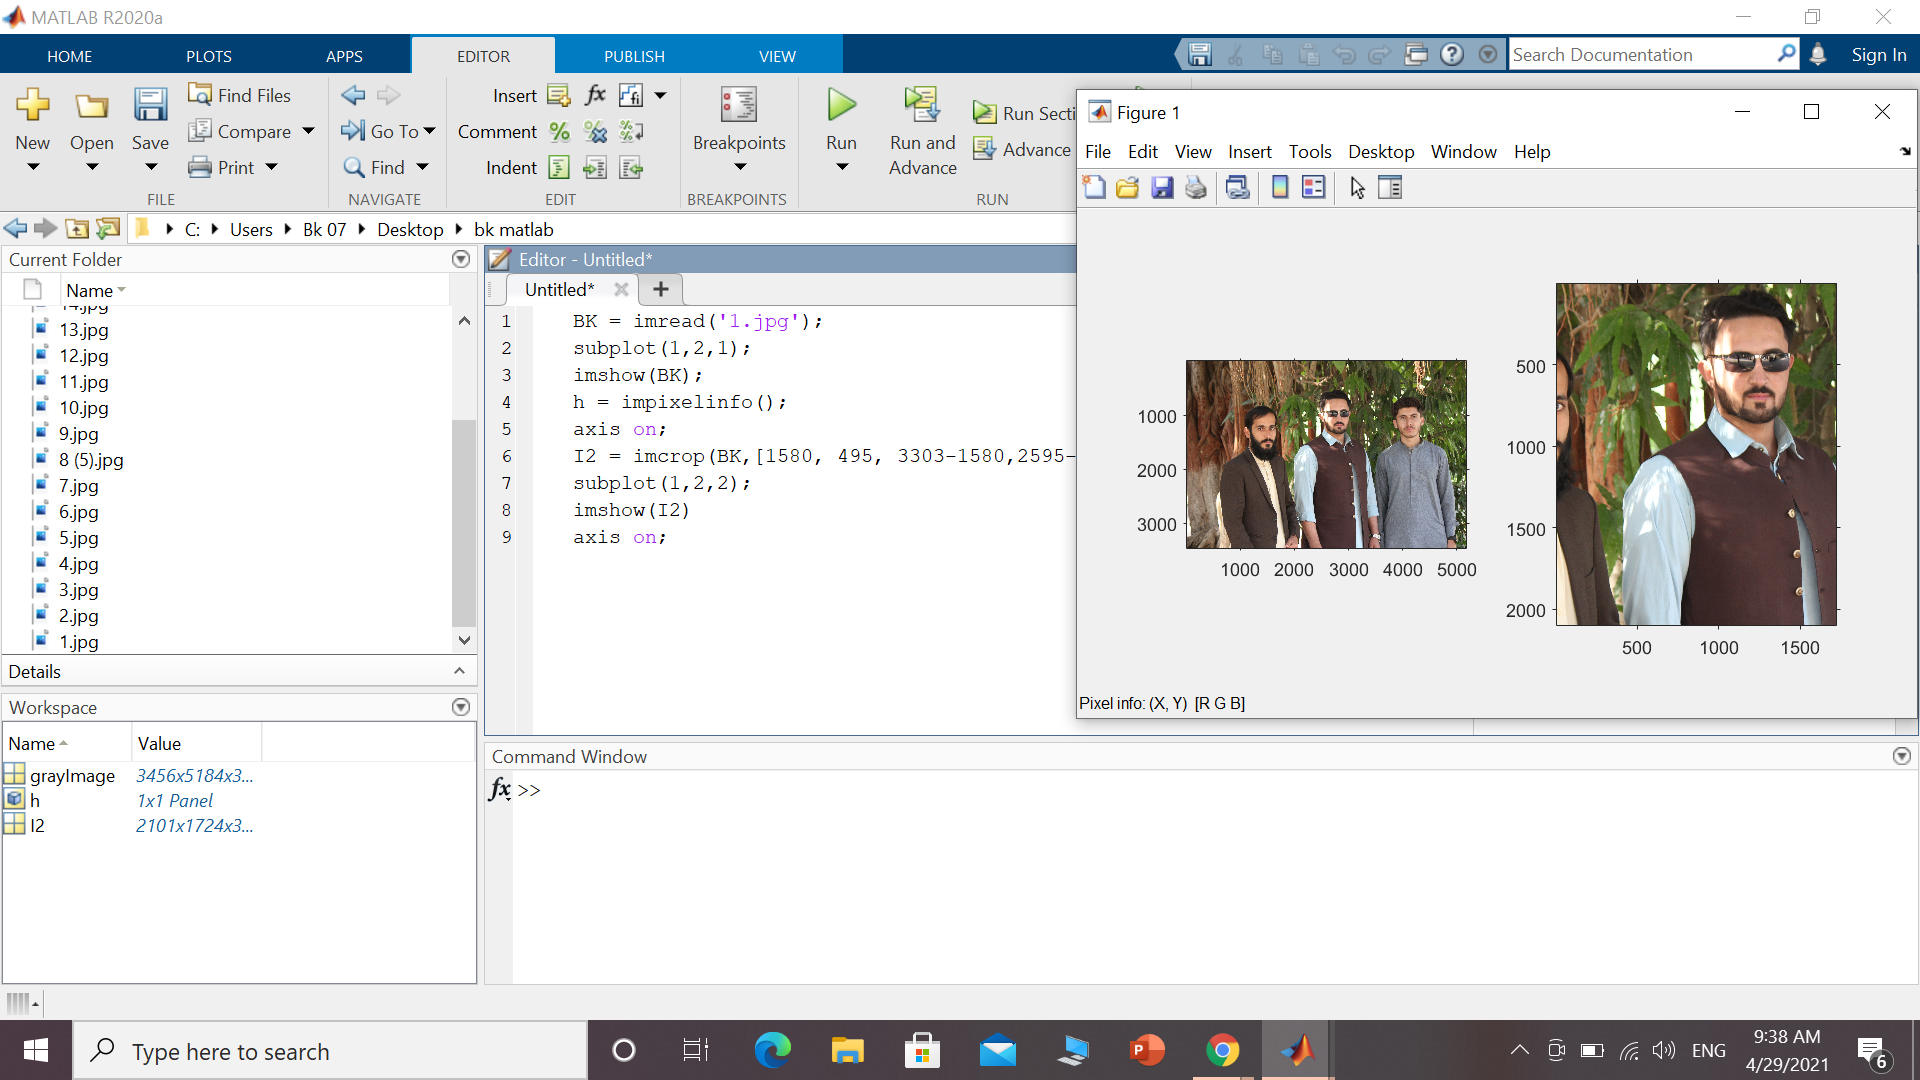 MATLAB R2020a
HOME PLOTS APPS EDITOR PUBLISH VIEW
Search Documentation
Sign In
New
Open
Save
Find Files
Compare
Print
FILE
Go To
Find
NAVIGATE
Insert
fx
fi
Comment
Indent
EDIT
Breakpoints
BREAKPOINTS
Run
Run and
Advance
Run Secti
Advance
RUN
C: Users Bk 07 Desktop bk matlab
Current Folder
Name
14.jpg
13.jpg
12.jpg
11.jpg
10.jpg
9.jpg
8 (5).jpg
7.jpg
6.jpg
5.jpg
4.jpg
3.jpg
2.jpg
1.jpg
Details
Workspace
Name Value
grayImage 3456x5184x3...
h 1x1 Panel
I2 2101x1724x3...
Editor - Untitled*
Untitled*
1 BK = imread('1.jpg');
2 subplot(1,2,1);
3 imshow(BK);
4 h = impixelinfo();
5 axis on;
6 I2 = imcrop(BK,[1580, 495, 3303-1580,2595-
7 subplot(1,2,2);
8 imshow(I2)
9 axis on;
Figure 1
File Edit View Insert Tools Desktop Window Help
1000
2000
3000
1000 2000 3000 4000 5000
500
1000
1500
2000
500 1000 1500
Pixel info: (X, Y) [R G B]
Command Window
fx >>
Type here to search
P
ENG
9:38 AM
4/29/2021
6